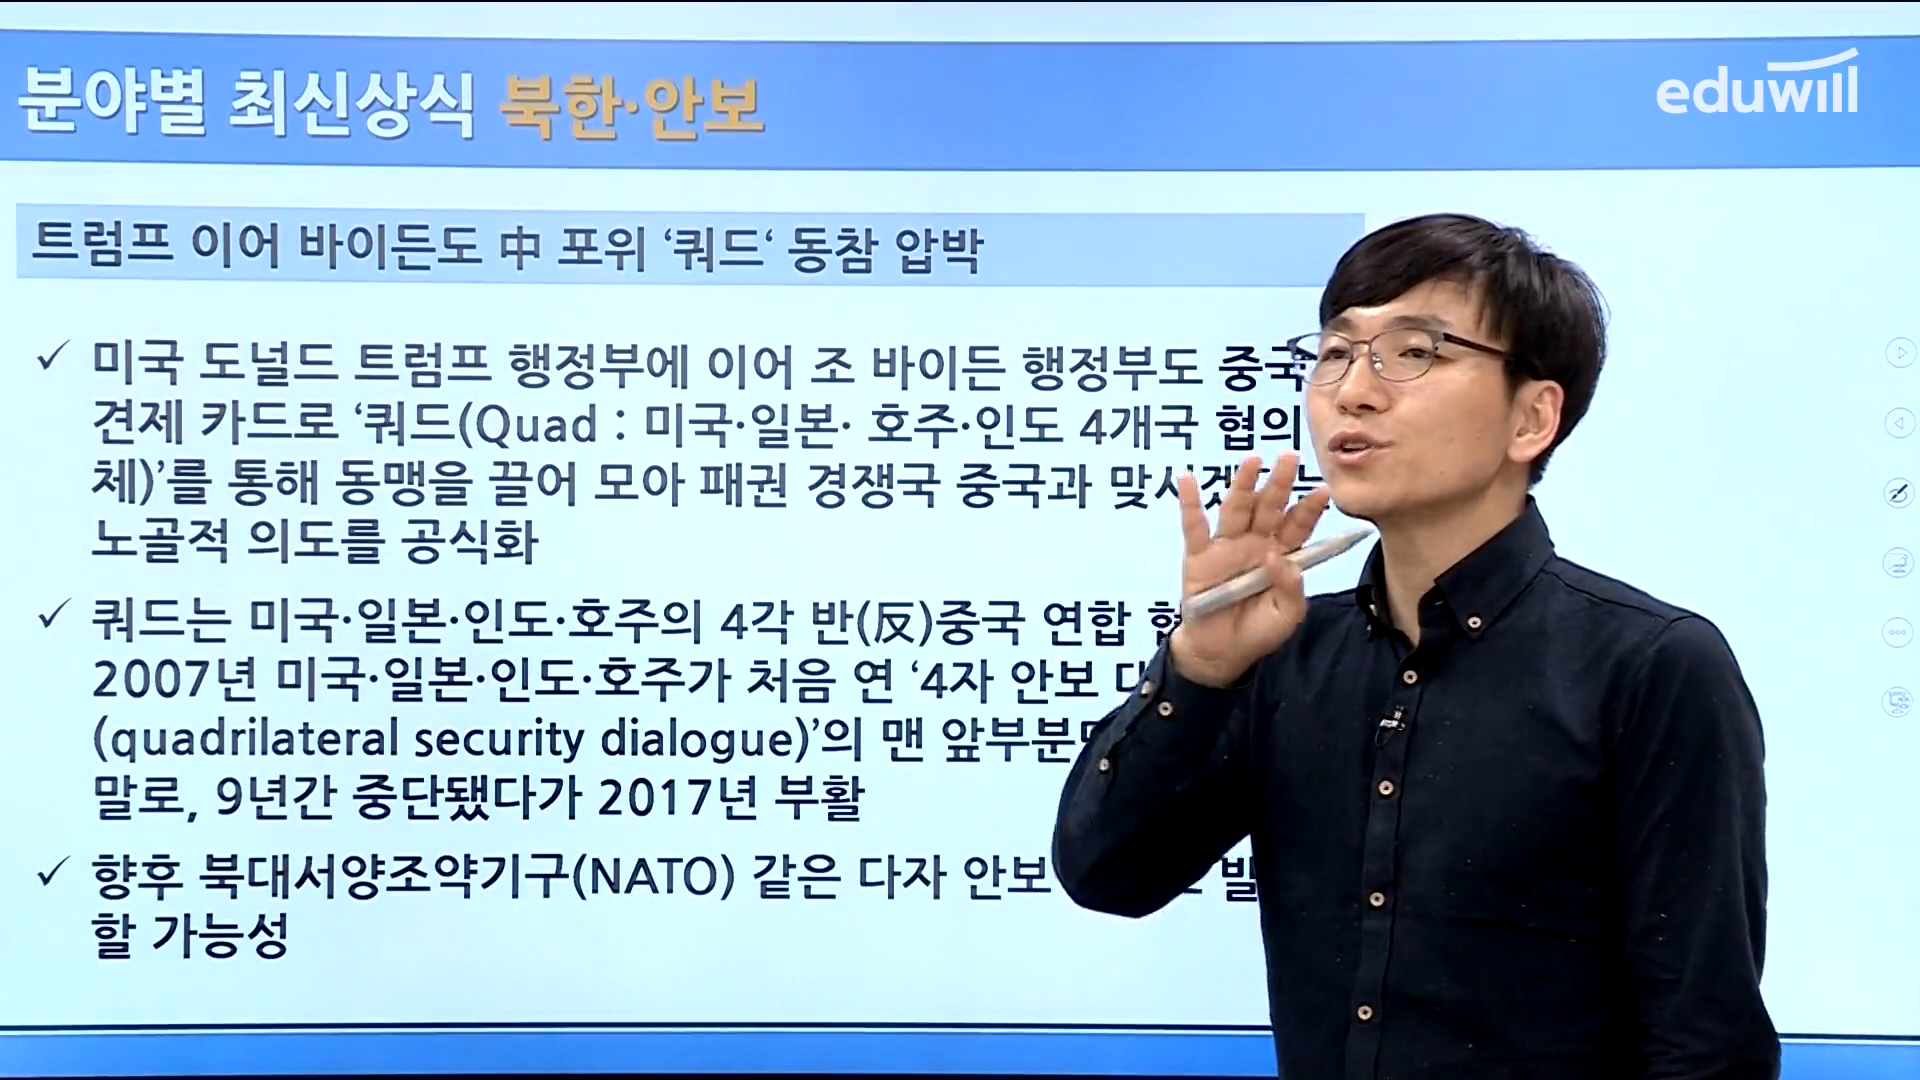 분야별 최신상식 북한·안보
eduwill
트럼프 이어 바이든도 中 포위 ‘쿼드‘ 동참 압박
✓ 미국 도널드 트럼프 행정부에 이어 조 바이든 행정부도 중국
견제 카드로 ‘쿼드(Quad : 미국·일본· 호주·인도 4개국 협의
체)’를 통해 동맹을 끌어 모아 패권 경쟁국 중국과
노골적 의도를 공식화
✓ 쿼드는 미국·일본·인도·호주의 4각 반(反)중국 연합
2007년 미국·일본·인도·호주가 처음 연 ‘4자 안보
(quadrilateral security dialogue)’의 맨
말로, 9년간 중단됐다가 2017년 부활
✓ 향후 북대서양조약기구(NATO) 같은 다자 안보
할 가능성